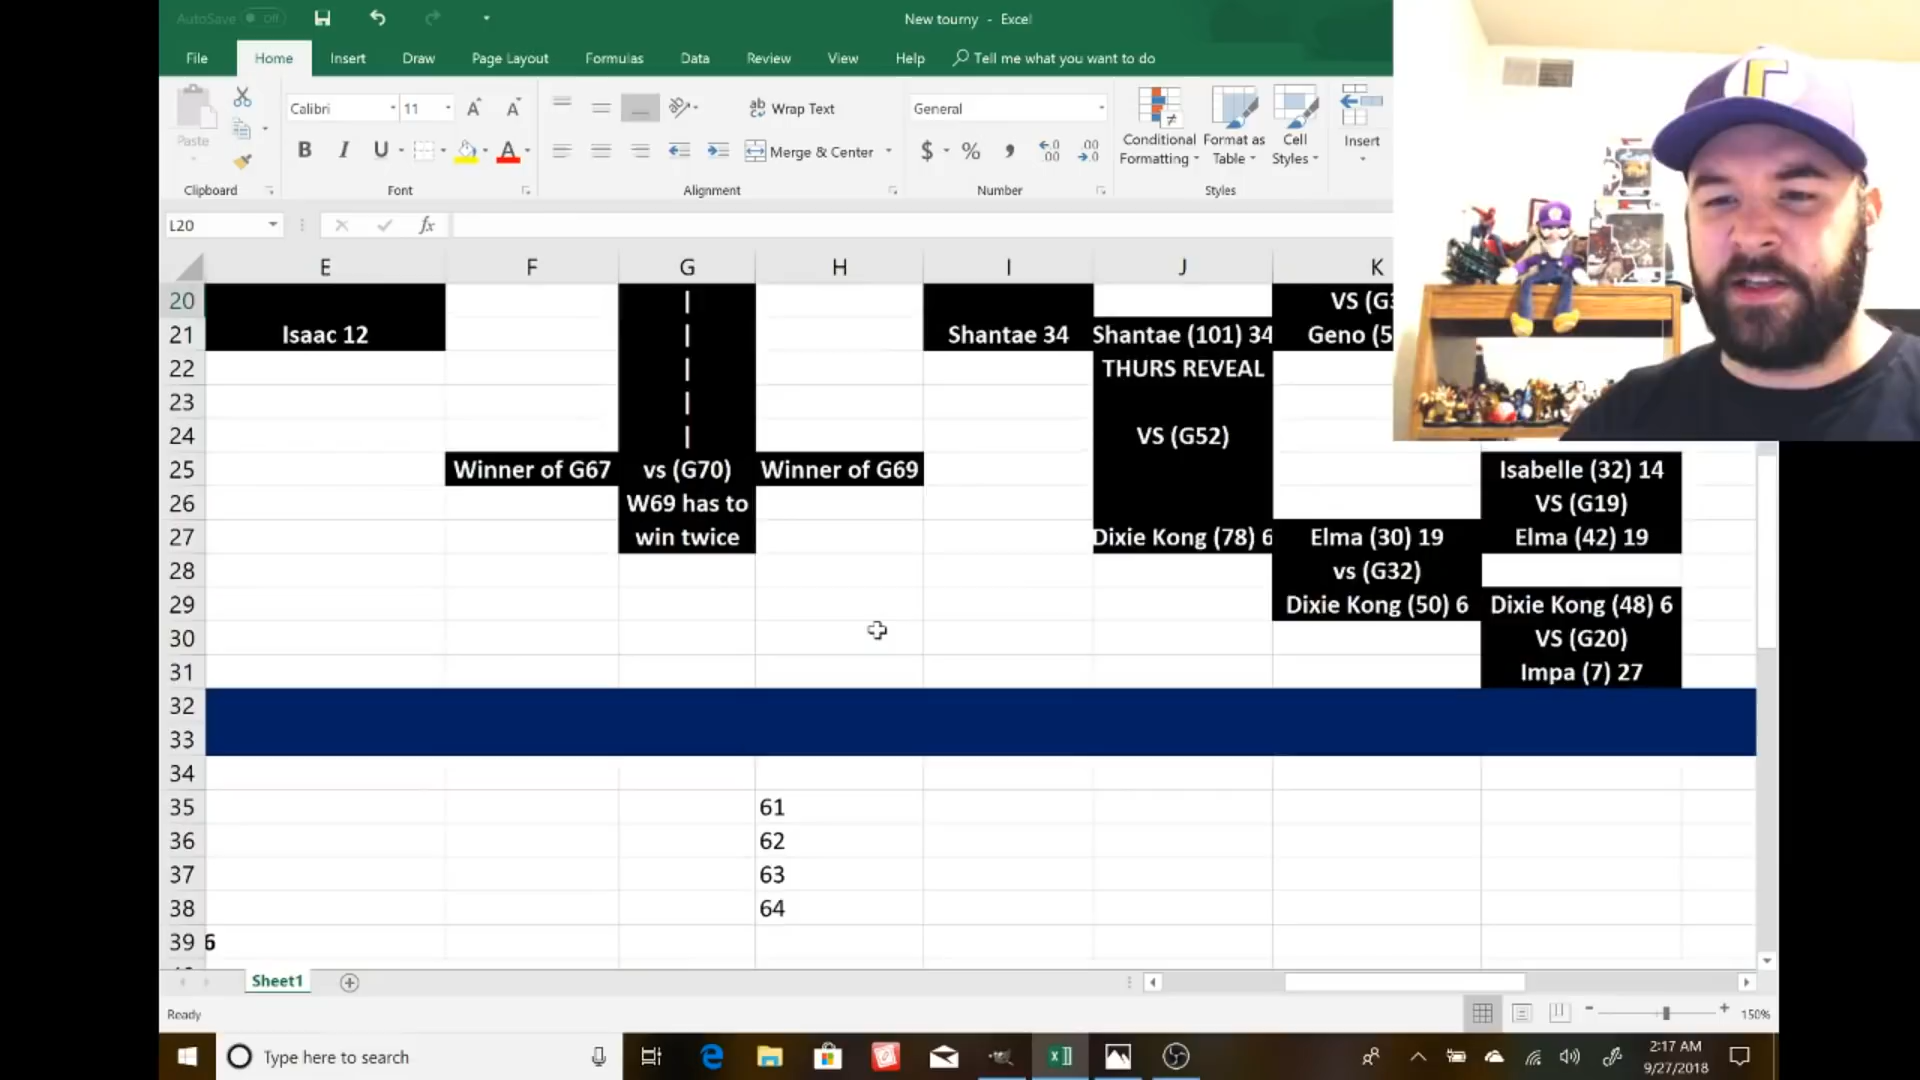 AutoSave Off
New tourny - Excel
File Home Insert Draw Page Layout Formulas Data Review View Help Tell me what you want to do
Calibri 11
ab Wrap Text
General
Paste
B I U A
Merge & Center
$ % ,
Conditional Formatting
Format as Table
Cell Styles
Insert
Clipboard Font Alignment Number Styles
L20 fx
E F G H I J K
20 | VS (G3
21 Isaac 12 | Shantae 34 Shantae (101) 34 Geno (5
22 | THURS REVEAL
23 |
24 | VS (G52)
25 Winner of G67 vs (G70) Winner of G69 Isabelle (32) 14
26 W69 has to VS (G19)
27 win twice Dixie Kong (78) 6 Elma (30) 19 Elma (42) 19
28 vs (G32)
29 Dixie Kong (50) 6 Dixie Kong (48) 6
30 VS (G20)
31 Impa (7) 27
32
33
34
35 61
36 62
37 63
38 64
39 6
Sheet1
Ready 150%
Type here to search
2:17 AM
9/27/2018